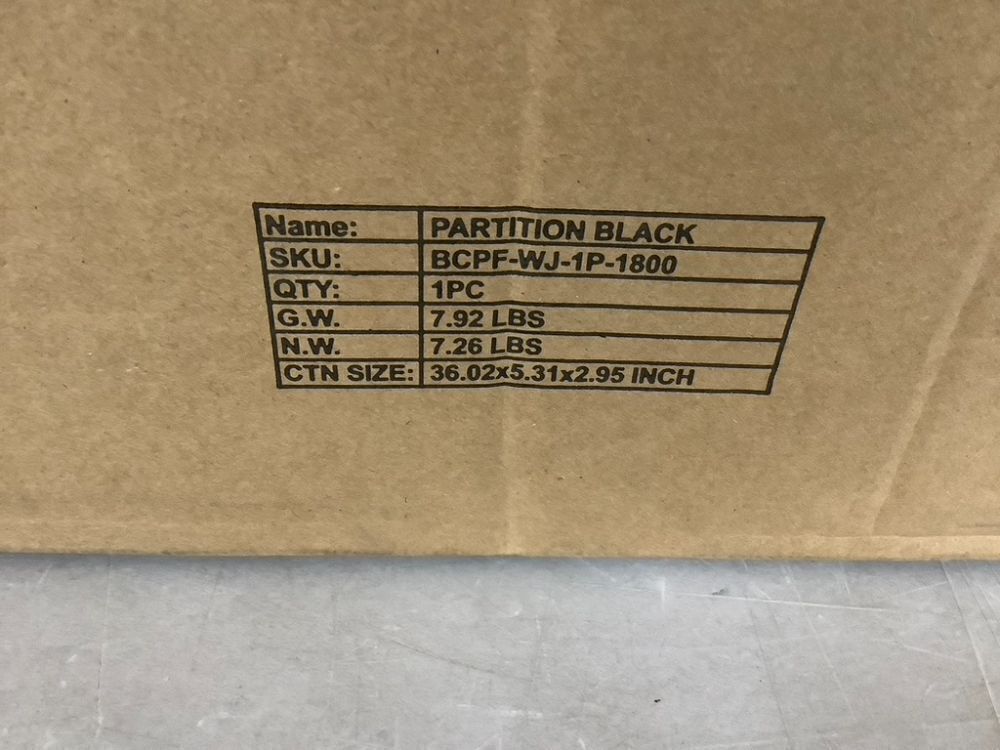 Name: PARTITION BLACK
SKU: BCPF-WJ-1P-1800
QTY: 1PC
G.W. 7.92 LBS
N.W. 7.26 LBS
CTN SIZE: 36.02x5.31x2.95 INCH